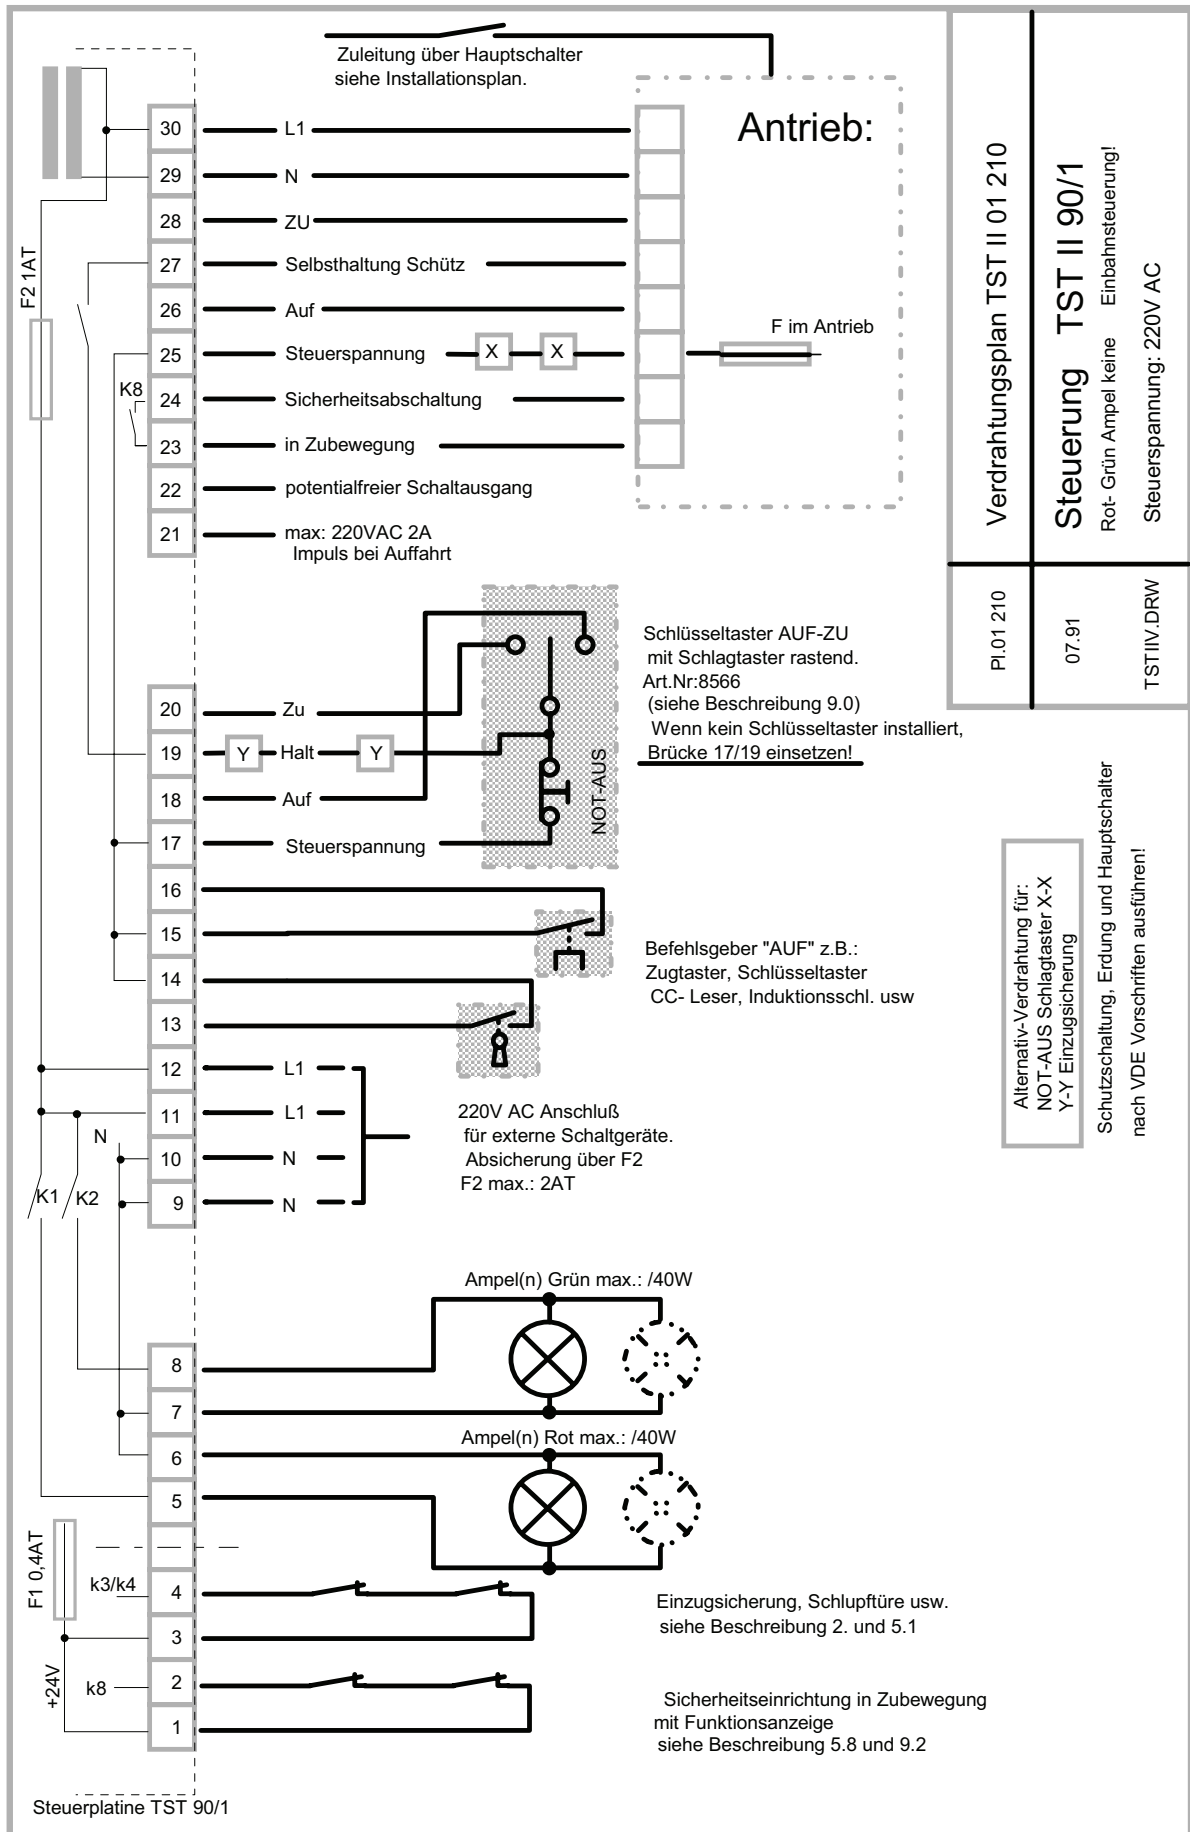 Zuleitung über Hauptschalter
siehe Installationsplan.
Antrieb:
30 L1
29 N
28 ZU
27 Selbsthaltung Schütz
26 Auf
F im Antrieb
25 Steuerspannung X X
K8
24 Sicherheitsabschaltung
23 in Zubewegung
22 potentialfreier Schaltausgang
21 max: 220VAC 2A
Impuls bei Auffahrt
F2 1AT
Verdrahtungsplan TST II 01 210
Steuerung TST II 90/1
Rot- Grün Ampel keine Einbahnsteuerung!
Steuerspannung: 220V AC
Pl.01 210
07.91
TSTIIV.DRW
Schlüsseltaster AUF-ZU
mit Schlagtaster rastend.
Art.Nr:8566
(siehe Beschreibung 9.0)
Wenn kein Schlüsseltaster installiert,
Brücke 17/19 einsetzen!
20 Zu
19 Y Halt Y
18 Auf
17 Steuerspannung
NOT-AUS
16
15
14
13
Befehlsgeber "AUF" z.B.:
Zugtaster, Schlüsseltaster
CC- Leser, Induktionsschl. usw
12 L1
11 L1
N
10 N
9 N
K1 K2
220V AC Anschluß
für externe Schaltgeräte.
Absicherung über F2
F2 max.: 2AT
Alternativ-Verdrahtung für:
NOT-AUS Schlagtaster X-X
Y-Y Einzugsicherung
Schutzschaltung, Erdung und Hauptschalter
nach VDE Vorschriften ausführen!
Ampel(n) Grün max.: /40W
8
7
Ampel(n) Rot max.: /40W
6
5
F1 0,4AT
k3/k4
4
3
+24V
k8
2
1
Einzugsicherung, Schlupftüre usw.
siehe Beschreibung 2. und 5.1
Sicherheitseinrichtung in Zubewegung
mit Funktionsanzeige
siehe Beschreibung 5.8 und 9.2
Steuerplatine TST 90/1